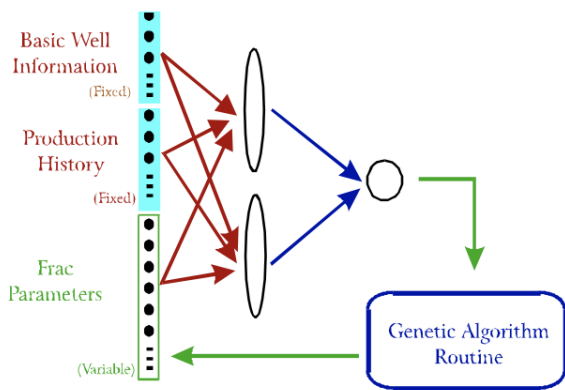 Basic Well
Information
(Fixed)
Production
History
(Fixed)
Frac
Parameters
(Variable)
Genetic Algorithm
Routine